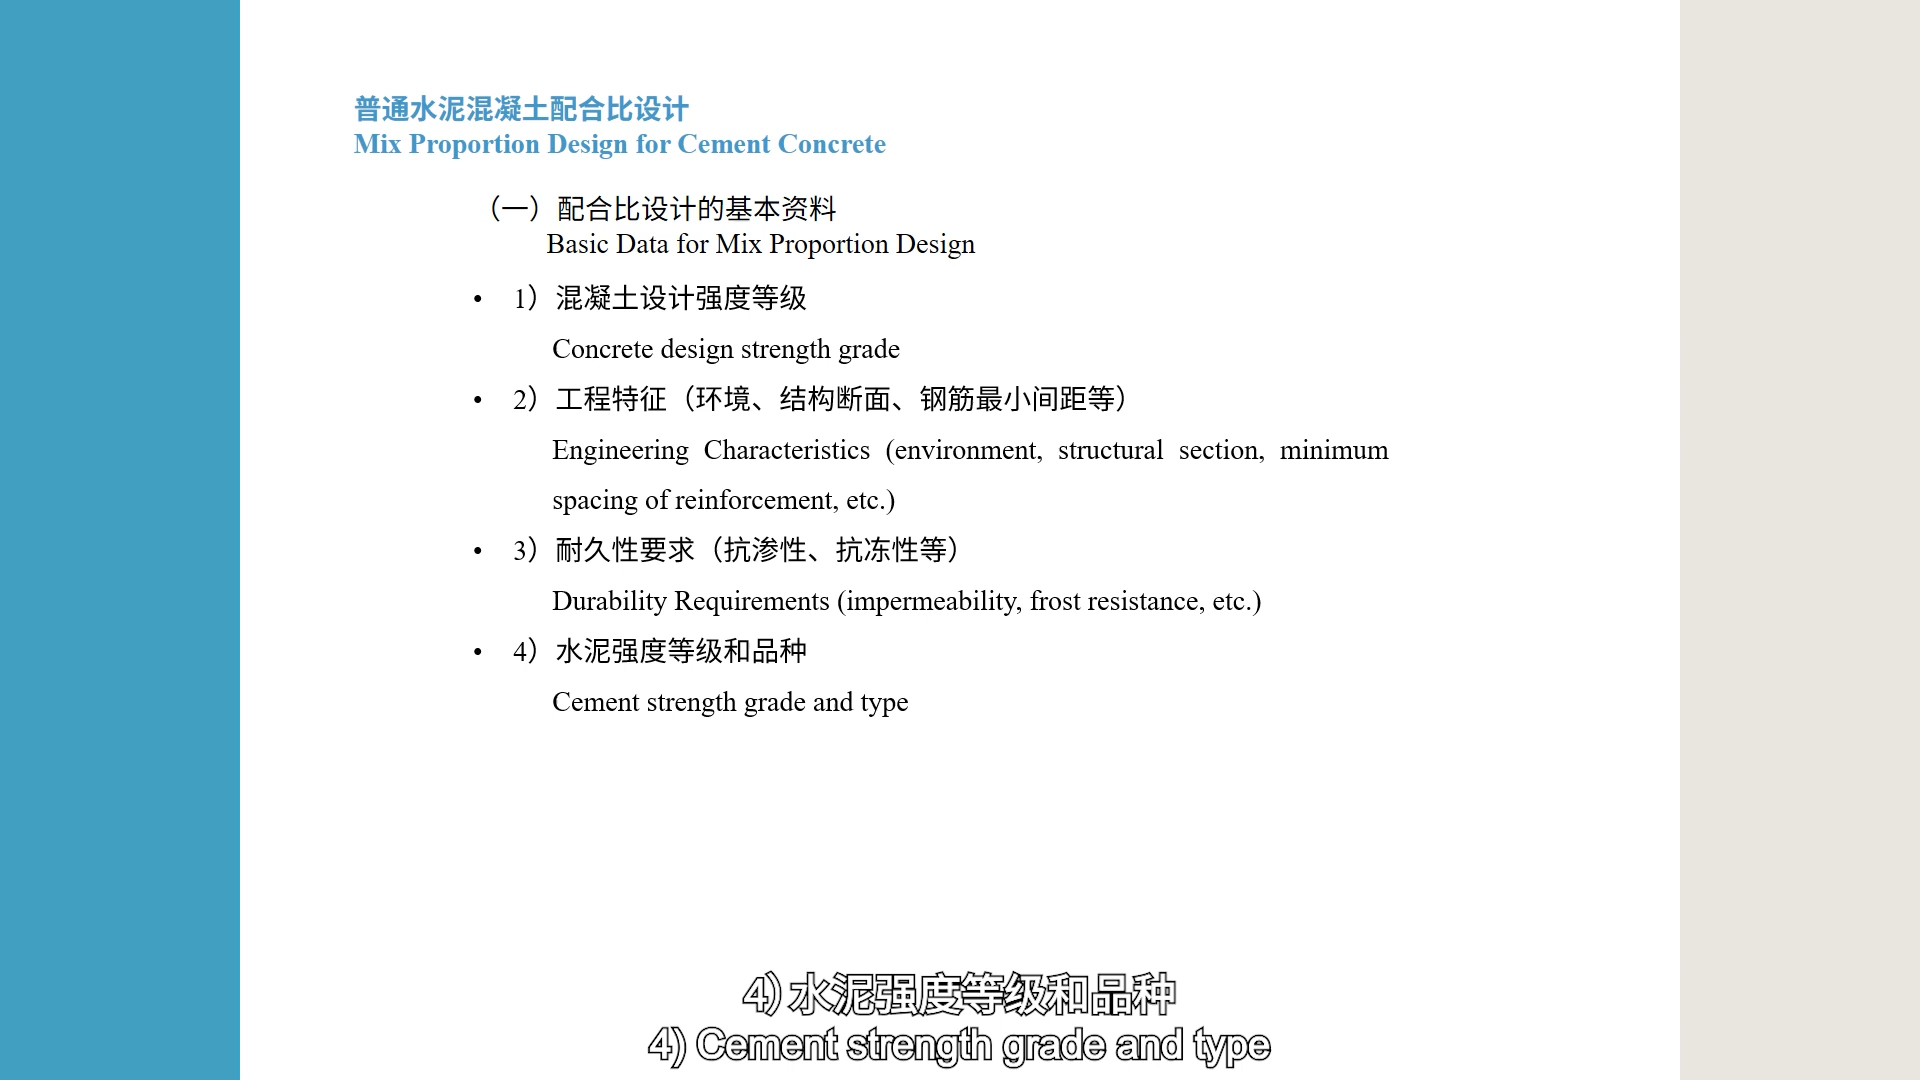 普通水泥混凝土配合比设计
Mix Proportion Design for Cement Concrete
（一）配合比设计的基本资料
Basic Data for Mix Proportion Design
• 1）混凝土设计强度等级
Concrete design strength grade
• 2）工程特征（环境、结构断面、钢筋最小间距等）
Engineering Characteristics (environment, structural section, minimum
spacing of reinforcement, etc.)
• 3）耐久性要求（抗渗性、抗冻性等）
Durability Requirements (impermeability, frost resistance, etc.)
• 4）水泥强度等级和品种
Cement strength grade and type
4) 水泥强度等级和品种
4) Cement strength grade and type